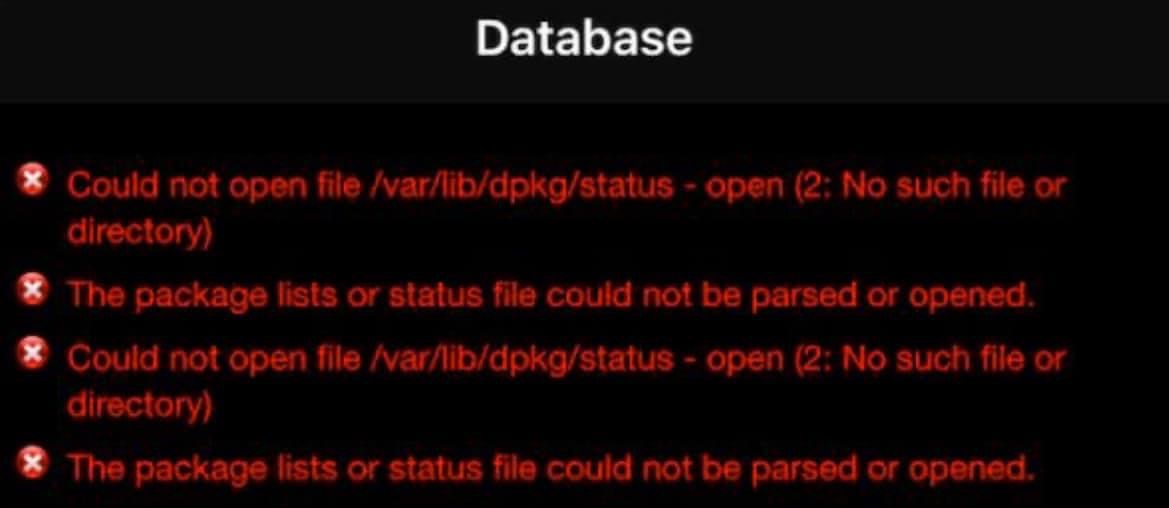 Database
Could not open file /var/lib/dpkg/status - open (2: No such file or
directory)
The package lists or status file could not be parsed or opened.
Could not open file /var/lib/dpkg/status - open (2: No such file or
directory)
The package lists or status file could not be parsed or opened.